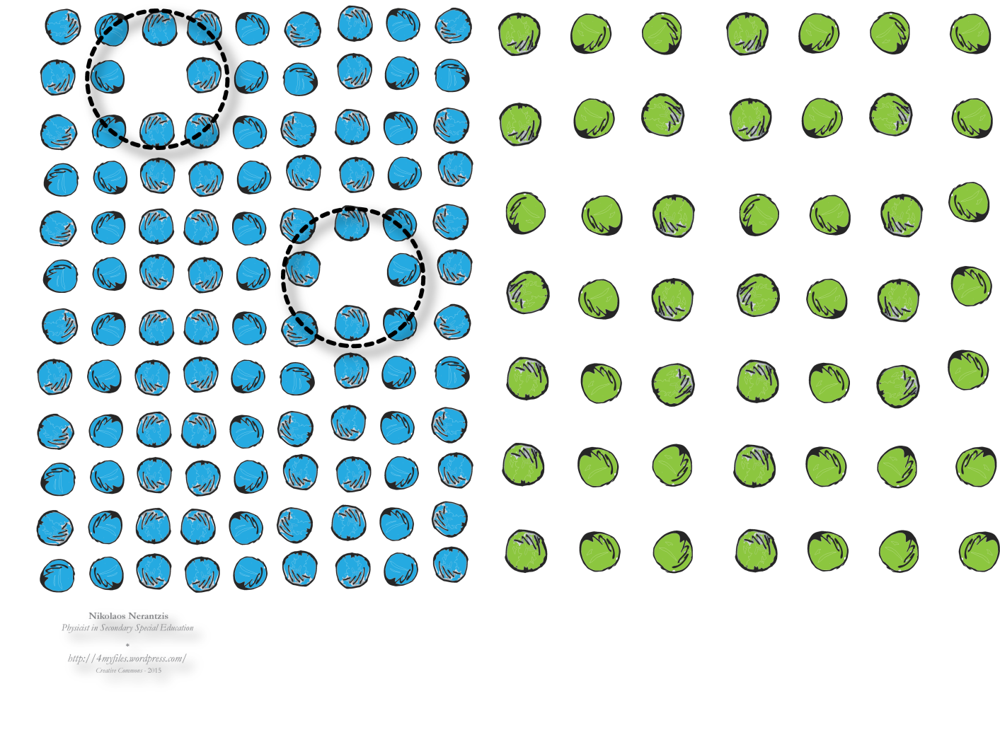 Nikolaos Nerantzis
Physicist in Secondary Special Education
*
http://4myfiles.wordpress.com/
Creative Commons - 2015